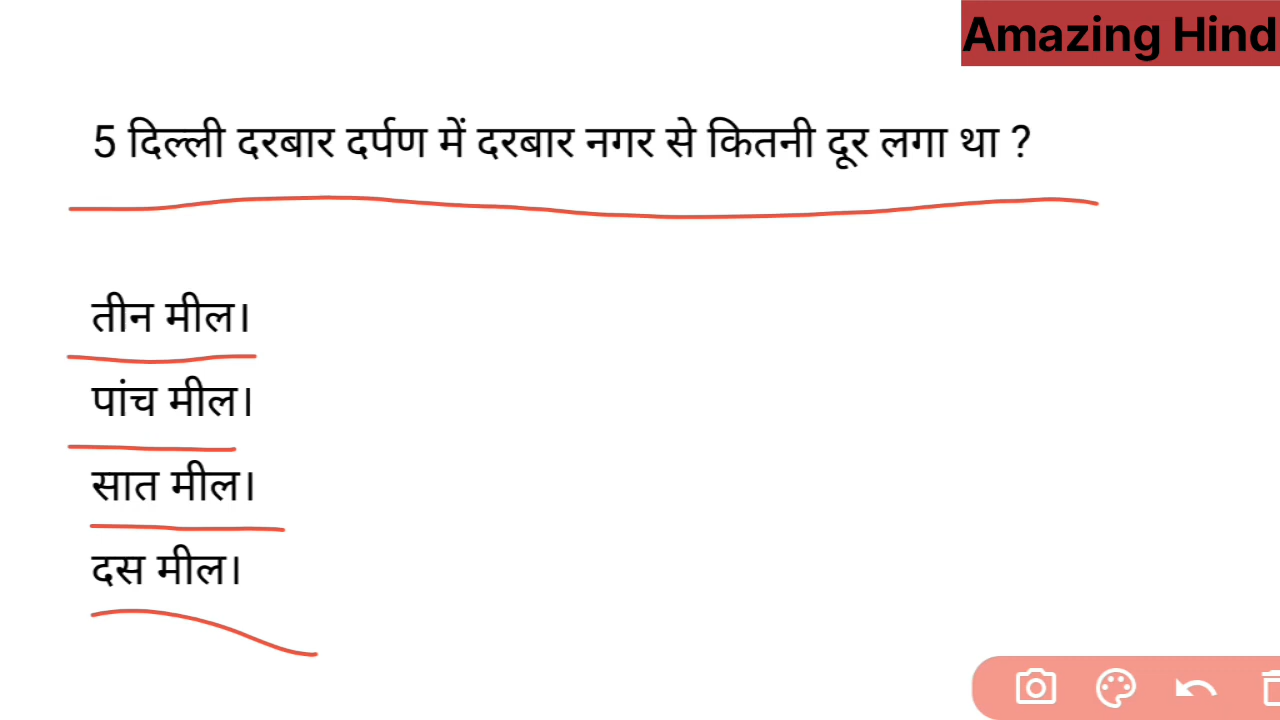 Amazing Hind
5 दिल्ली दरबार दर्पण में दरबार नगर से कितनी दूर लगा था ?
तीन मील।
पांच मील।
सात मील।
दस मील।